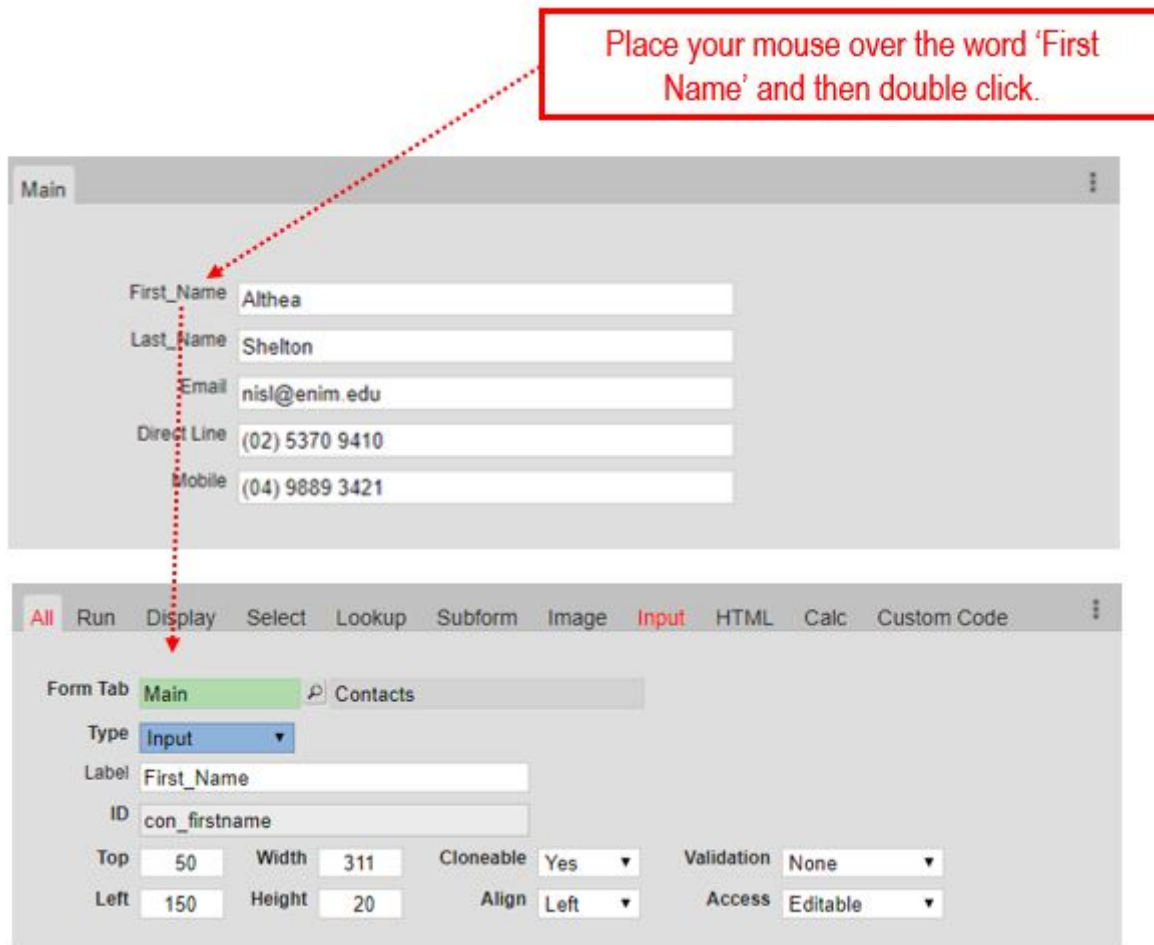 Place your mouse over the word ‘First
Name’ and then double click.
Main
First_Name Althea
Last_Name Shelton
Email nisl@enim.edu
Direct Line (02) 5370 9410
Mobile (04) 9889 3421
All Run Display Select Lookup Subform Image Input HTML Calc Custom Code
Form Tab Main Contacts
Type Input
Label First_Name
ID con_firstname
Top 50 Width 311 Cloneable Yes Validation None
Left 150 Height 20 Align Left Access Editable